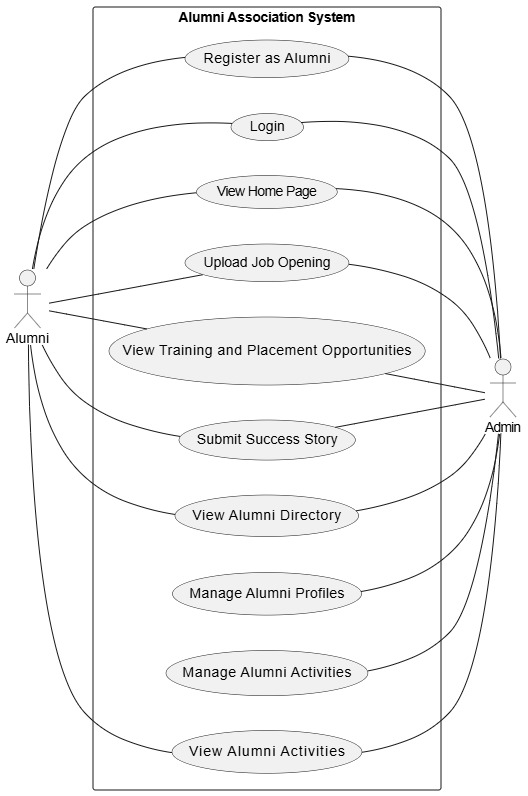 Alumni Association System
Register as Alumni
Login
View Home Page
Upload Job Opening
Alumni
View Training and Placement Opportunities
Admin
Submit Success Story
View Alumni Directory
Manage Alumni Profiles
Manage Alumni Activities
View Alumni Activities